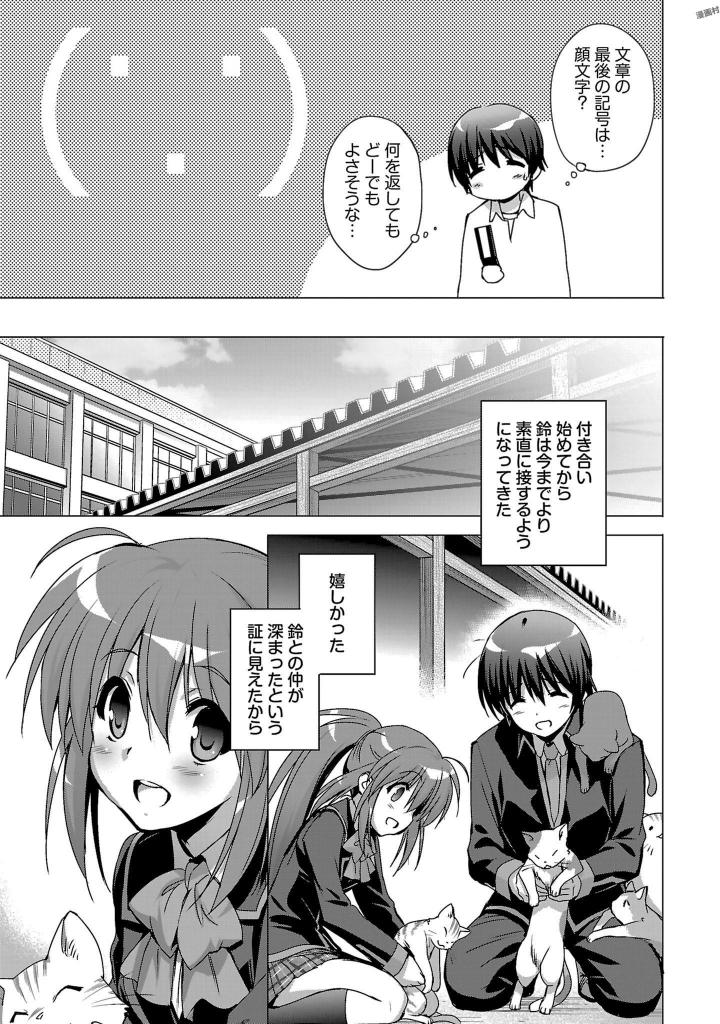 漫画村
文章の
最後の記号は…
顔文字？
何を返しても
どーでも
よさそうな…
付き合い
始めてから
鈴は今までより
素直に接するよう
になってきた
嬉しかった
鈴との仲が
深まったという
証に見えたから